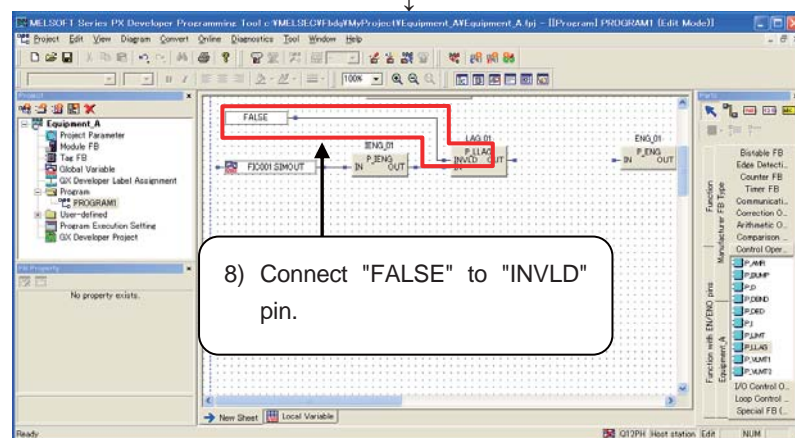 ↓
MELSOFT Series PX Developer Programming Tool c:¥MELSEC¥Fbdq¥MyProject¥Equipment_A¥Equipment_A.fpj - [[Program] PROGRAM1 (Edit Mode)]
Project Edit View Diagram Convert Online Diagnostics Tool Window Help
100%
Project
Equipment_A
Project Parameter
Module FB
Tag FB
Global Variable
GX Developer Label Assignment
Program
PROGRAM1
User-defined
Program Execution Setting
GX Developer Project
FB Property
No property exists.
FALSE
IENG_01
LAG_01
ENG_01
FIC001.SIMOUT
P_IENG
IN OUT
P_LLAG
INVLD OUT
IN
P_ENG
IN OUT
8) Connect "FALSE" to "INVLD"
pin.
New Sheet Local Variable
Parts
Function
Manufacturer FB Type
Function with EN/ENO pins
Equipment_A
Bistable FB
Edge Detecti..
Counter FB
Timer FB
Communicati..
Correction O..
Arithmetic O..
Comparison ..
Control Oper..
P_AMR
P_BUMP
P_D
P_DBND
P_DED
P_I
P_LIMT
P_LLAG
P_VLMT1
P_VLMT2
I/O Control O..
Loop Control ..
Special FB (..
Ready
Q12PH Host station Edit NUM